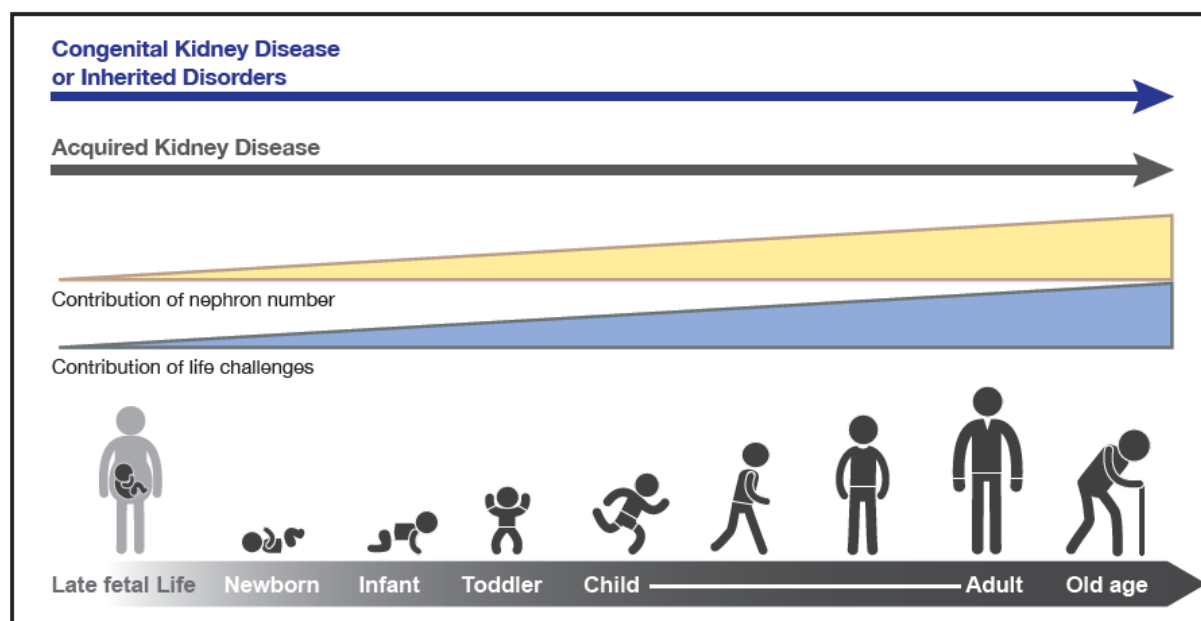 Congenital Kidney Disease
or Inherited Disorders
Acquired Kidney Disease
Contribution of nephron number
Contribution of life challenges
Late fetal Life Newborn Infant Toddler Child Adult Old age